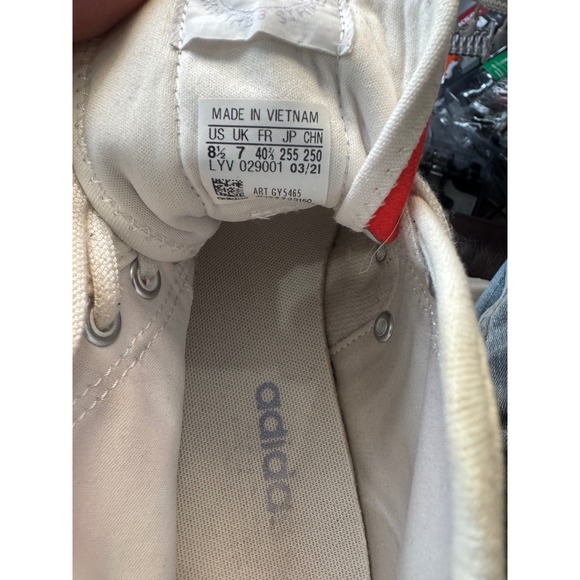 MADE IN VIETNAM
US UK FR JP CHN
8½ 7 40⅔ 255 250
LYV 029001 03/21
ART GY5465
adidas